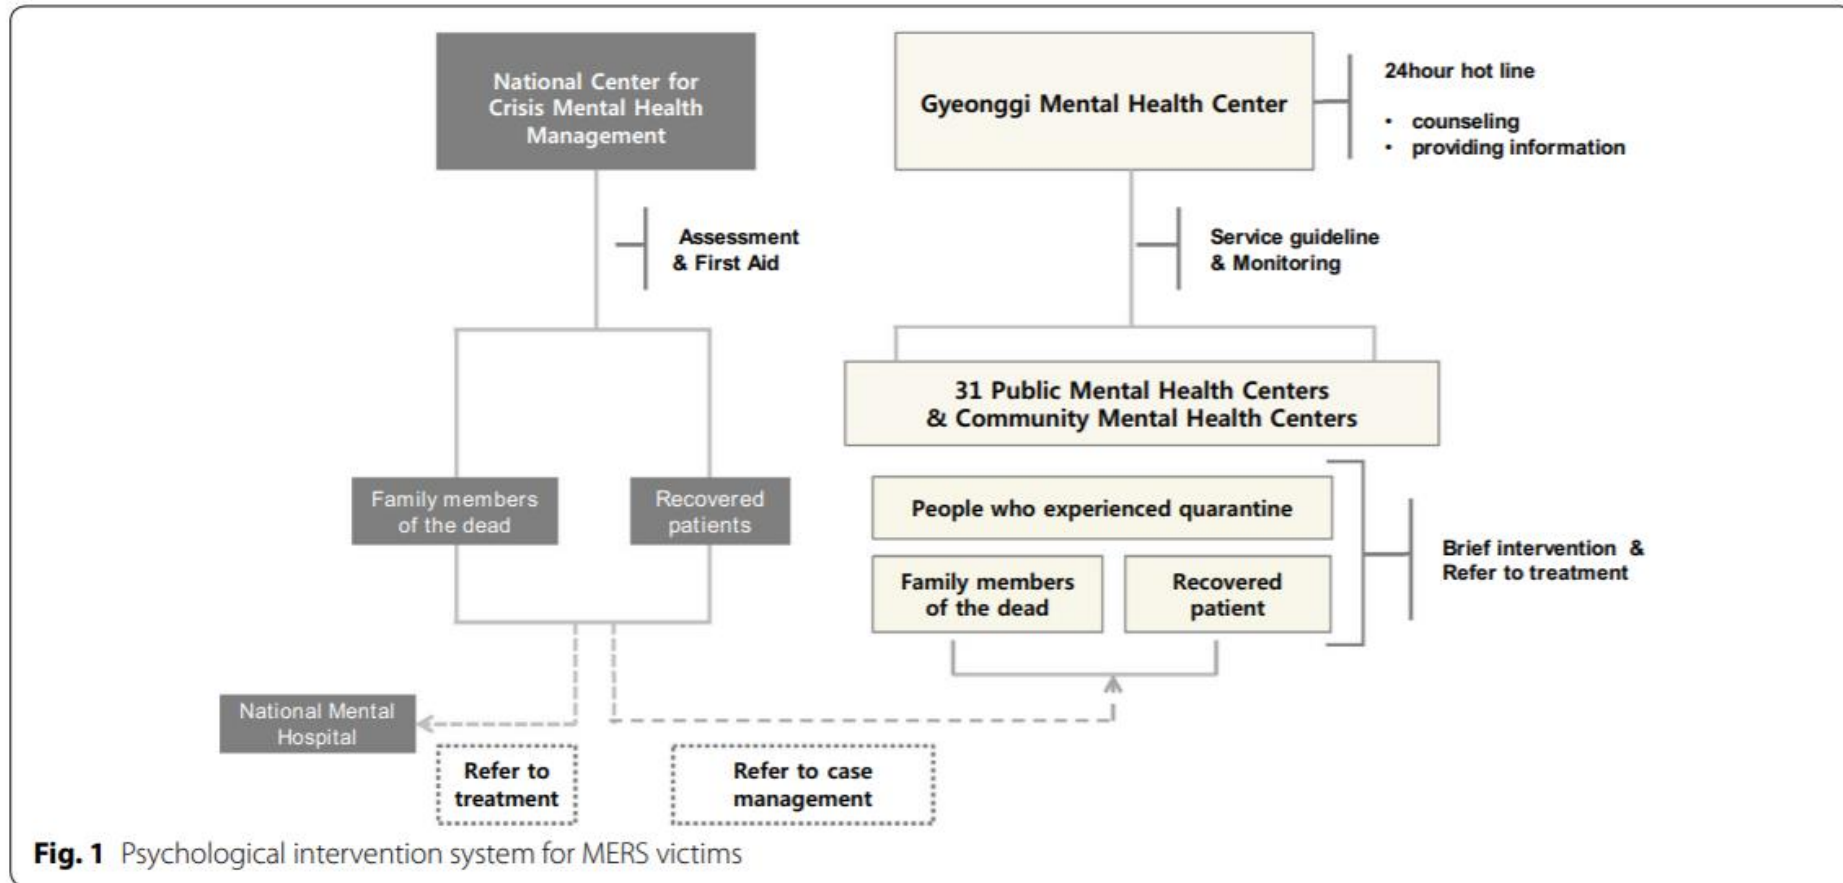 National Center for
Crisis Mental Health
Management
Gyeonggi Mental Health Center
24hour hot line
• counseling
• providing information
Assessment
& First Aid
Service guideline
& Monitoring
31 Public Mental Health Centers
& Community Mental Health Centers
Family members
of the dead
Recovered
patients
People who experienced quarantine
Family members
of the dead
Recovered
patient
Brief intervention &
Refer to treatment
National Mental
Hospital
Refer to
treatment
Refer to case
management
Fig. 1 Psychological intervention system for MERS victims